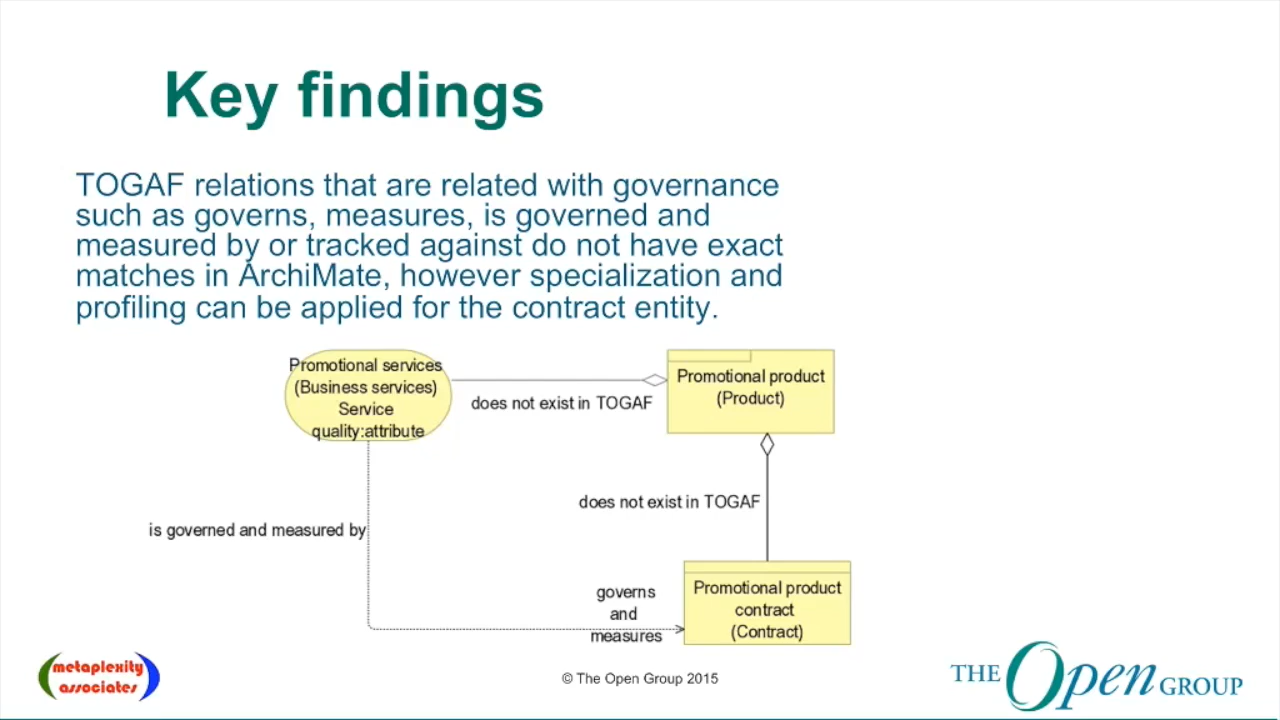 Key findings
TOGAF relations that are related with governance
such as governs, measures, is governed and
measured by or tracked against do not have exact
matches in ArchiMate, however specialization and
profiling can be applied for the contract entity.
Promotional services
(Business services)
Service
quality:attribute
does not exist in TOGAF
Promotional product
(Product)
does not exist in TOGAF
is governed and measured by
governs
and
measures
Promotional product
contract
(Contract)
metaplexity
associates
© The Open Group 2015
THE Open GROUP